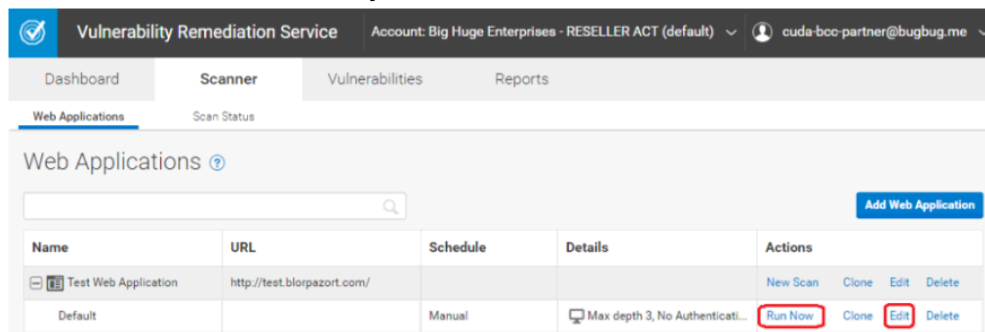 Vulnerability Remediation Service Account: Big Huge Enterprises - RESELLER ACT (default) cuda-bcc-partner@bugbug.me
Dashboard Scanner Vulnerabilities Reports
Web Applications Scan Status
Web Applications ?
Add Web Application
Name URL Schedule Details Actions
Test Web Application http://test.blorpazort.com/ New Scan Clone Edit Delete
Default Manual Max depth 3, No Authenticati... Run Now Clone Edit Delete